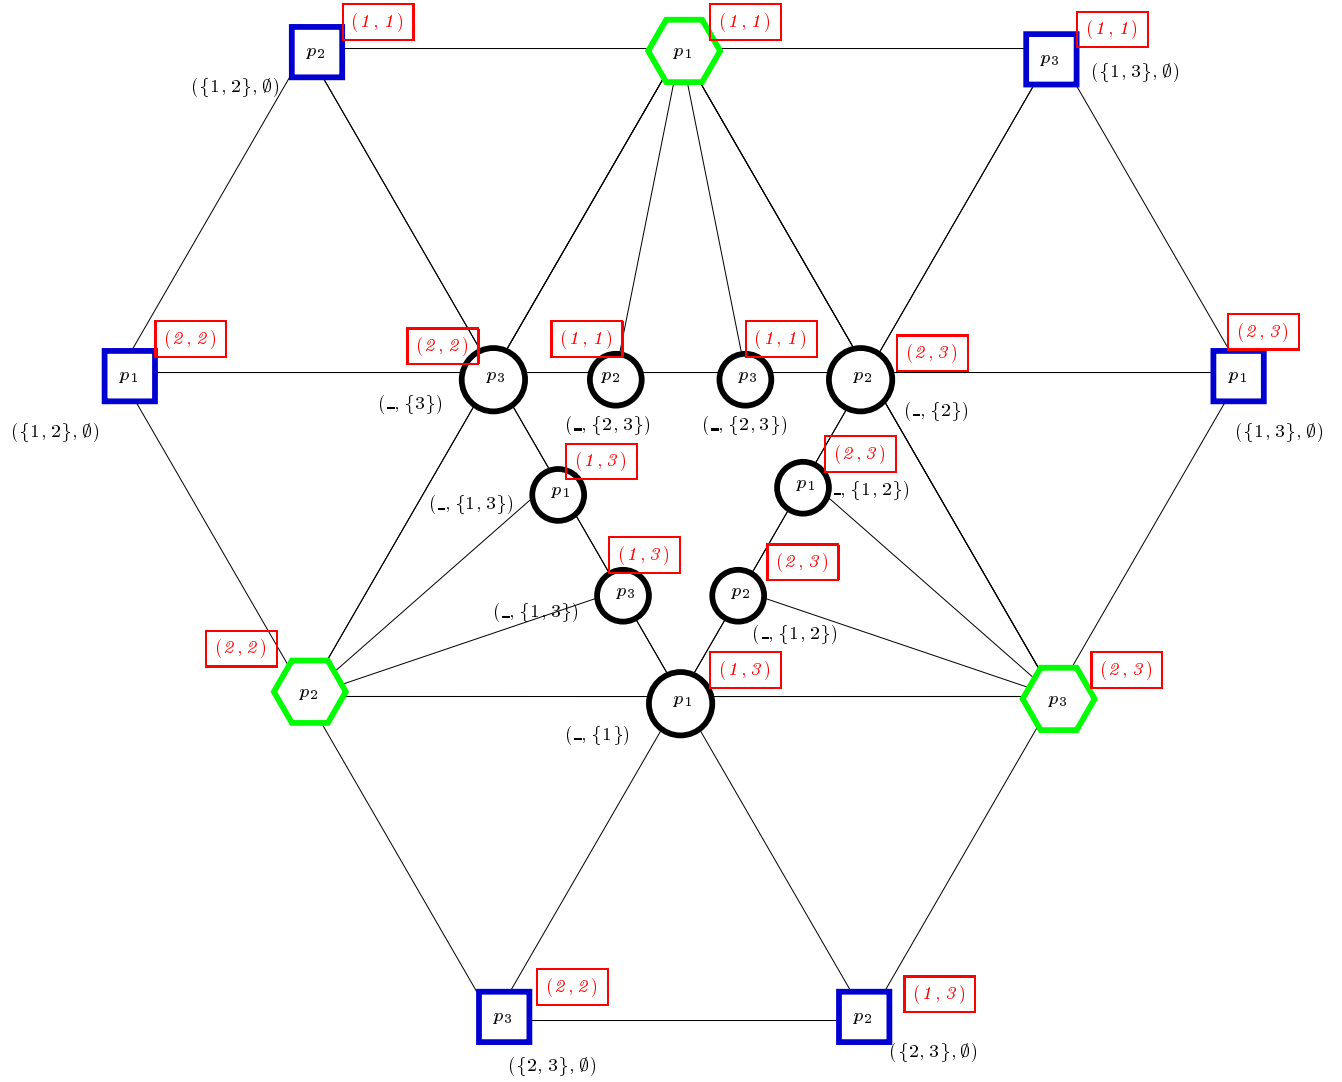 (1, 1)
(1, 1)
(1, 1)
p2
p1
p3
({1, 2}, ∅)
({1, 3}, ∅)
(2, 2)
(2, 2)
(1, 1)
(1, 1)
(2, 3)
(2, 3)
p1
p3
p2
p3
p2
p1
(_, {3})
(_, {2, 3})
(_, {2, 3})
(_, {2})
({1, 2}, ∅)
({1, 3}, ∅)
(1, 3)
(2, 3)
p1
p1
(_, {1, 3})
_, {1, 2})
(1, 3)
(2, 3)
p3
p2
(_, {1, 3})
(_, {1, 2})
(2, 2)
(1, 3)
(2, 3)
p2
p1
p3
(_, {1})
(2, 2)
(1, 3)
p3
p2
({2, 3}, ∅)
({2, 3}, ∅)